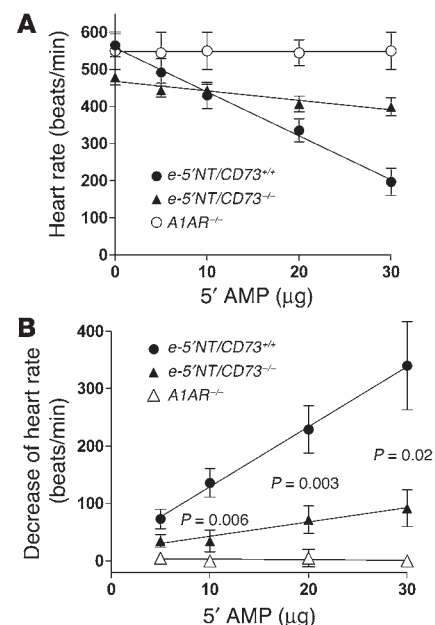 A
600
500
400
300
200
100
0
Heart rate (beats/min)
● e-5′NT/CD73+/+
▲ e-5′NT/CD73−/−
○ A1AR−/−
0 10 20 30
5′ AMP (µg)
B
400
300
200
100
0
Decrease of heart rate
(beats/min)
● e-5′NT/CD73+/+
▲ e-5′NT/CD73−/−
△ A1AR−/−
P = 0.02
P = 0.003
P = 0.006
0 10 20 30
5′ AMP (µg)